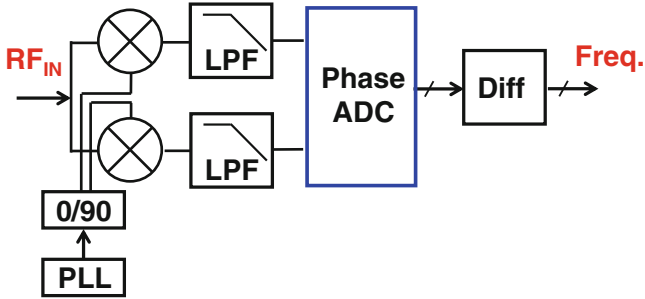 RF_IN
LPF
LPF
Phase
ADC
Diff
Freq.
0/90
PLL